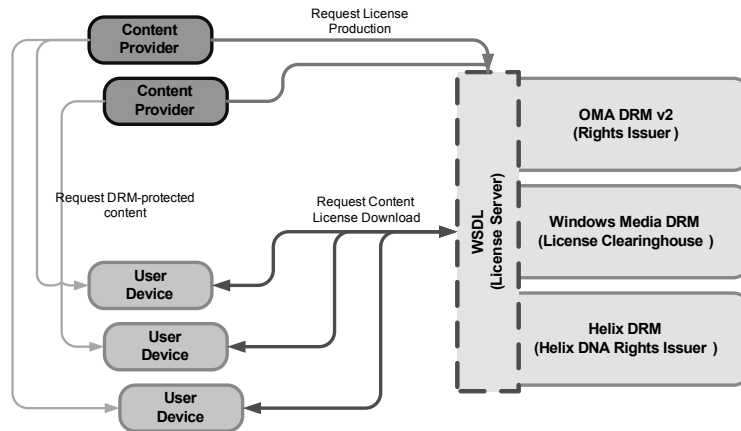 Request License
Production
Content
Provider
Content
Provider
OMA DRM v2
(Rights Issuer )
WSDL
(License Server)
Request DRM-protected
content
Request Content
License Download
Windows Media DRM
(License Clearinghouse )
User
Device
User
Device
Helix DRM
(Helix DNA Rights Issuer )
User
Device